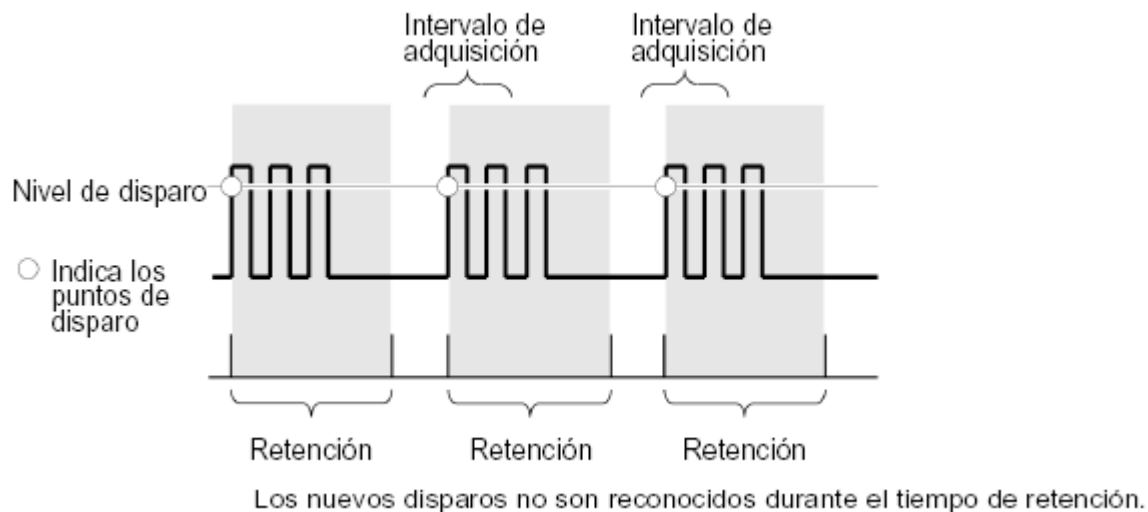 Intervalo de
adquisición
Intervalo de
adquisición
Nivel de disparo
Indica los
puntos de
disparo
Retención
Retención
Retención
Los nuevos disparos no son reconocidos durante el tiempo de retención.